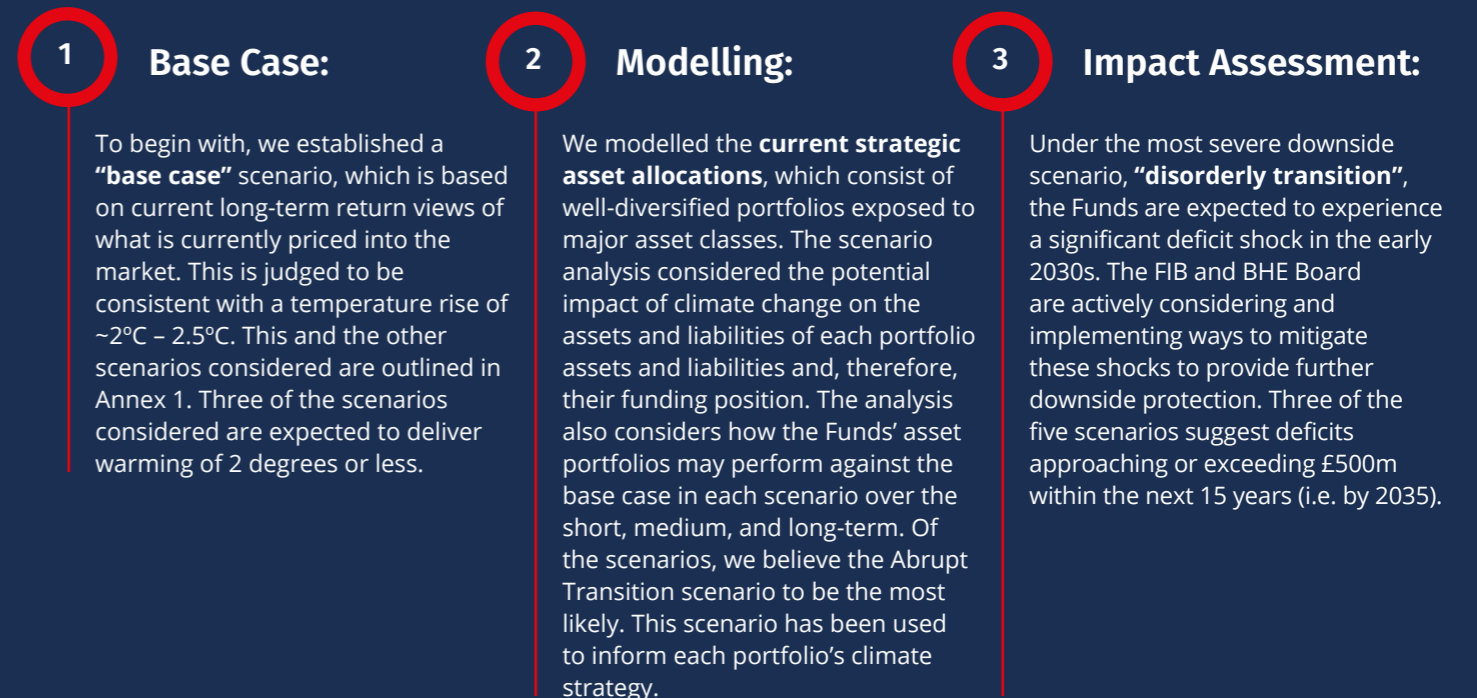 1
Base Case:
To begin with, we established a
“base case” scenario, which is based
on current long-term return views of
what is currently priced into the
market. This is judged to be
consistent with a temperature rise of
~2ºC – 2.5ºC. This and the other
scenarios considered are outlined in
Annex 1. Three of the scenarios
considered are expected to deliver
warming of 2 degrees or less.
2
Modelling:
We modelled the current strategic
asset allocations, which consist of
well-diversified portfolios exposed to
major asset classes. The scenario
analysis considered the potential
impact of climate change on the
assets and liabilities of each portfolio
assets and liabilities and, therefore,
their funding position. The analysis
also considers how the Funds’ asset
portfolios may perform against the
base case in each scenario over the
short, medium, and long-term. Of
the scenarios, we believe the Abrupt
Transition scenario to be the most
likely. This scenario has been used
to inform each portfolio’s climate
strategy.
3
Impact Assessment:
Under the most severe downside
scenario, “disorderly transition”,
the Funds are expected to experience
a significant deficit shock in the early
2030s. The FIB and BHE Board
are actively considering and
implementing ways to mitigate
these shocks to provide further
downside protection. Three of the
five scenarios suggest deficits
approaching or exceeding £500m
within the next 15 years (i.e. by 2035).